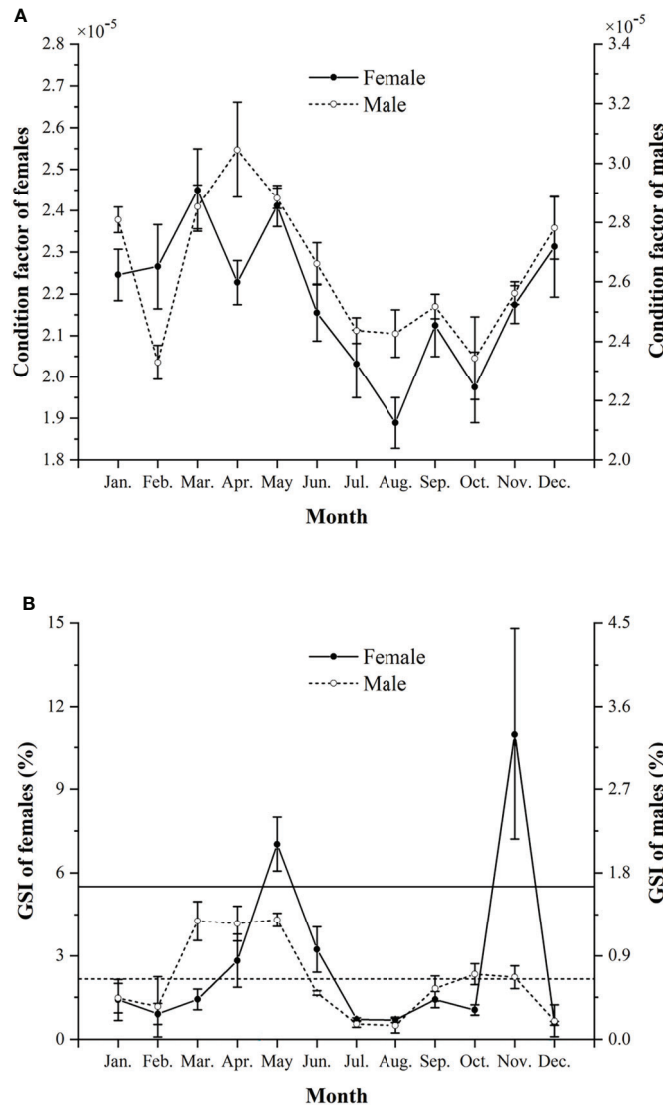 A
×10⁻⁵ ×10⁻⁵
2.8 3.4
2.7
3.2
2.6
2.5 3.0
2.4 2.8
2.3
2.6
2.2
2.1 2.4
2.0
2.2
1.9
1.8 2.0
Condition factor of females
Condition factor of males
Female
Male
Jan. Feb. Mar. Apr. May Jun. Jul. Aug. Sep. Oct. Nov. Dec.
Month
B
15 4.5
12 3.6
9 2.7
6 1.8
3 0.9
0 0.0
GSI of females (%)
GSI of males (%)
Female
Male
Jan. Feb. Mar. Apr. May Jun. Jul. Aug. Sep. Oct. Nov. Dec.
Month